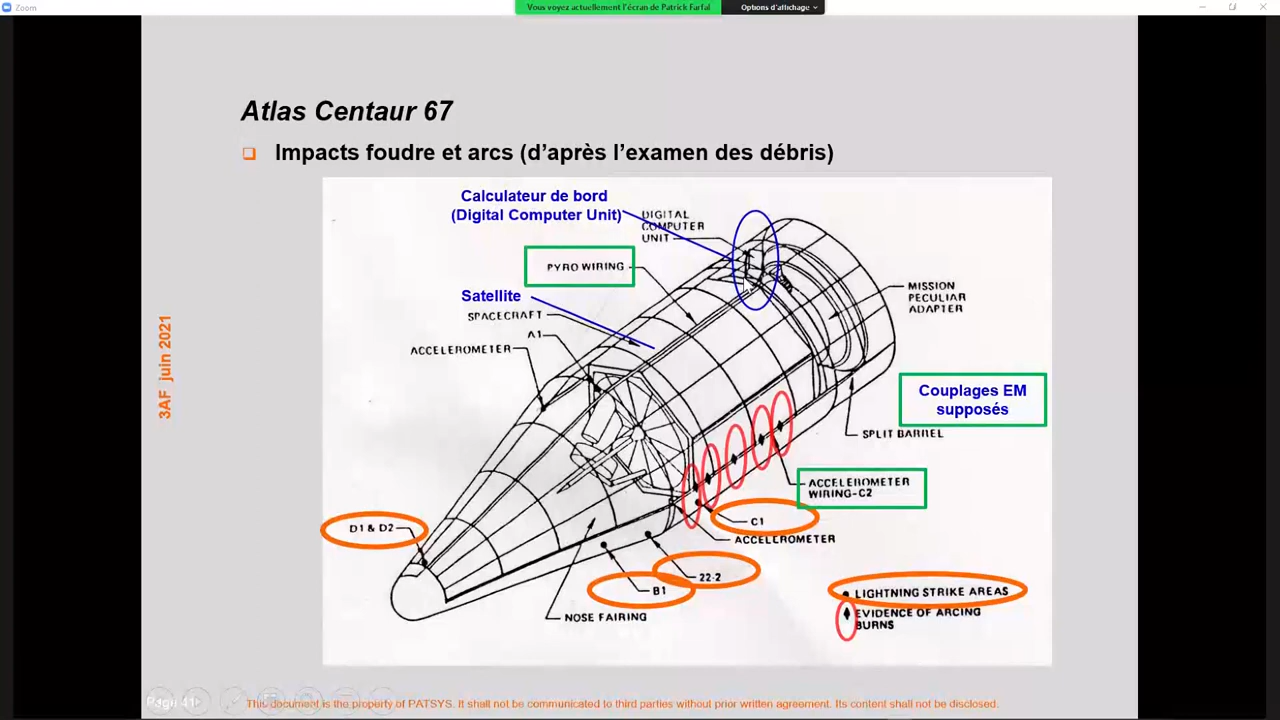 Zoom
Vous voyez actuellement l'écran de Patrick Farfal
Options d'affichage
Atlas Centaur 67
Impacts foudre et arcs (d'après l'examen des débris)
Calculateur de bord
(Digital Computer Unit)
DIGITAL
COMPUTER
UNIT
PYRO WIRING
Satellite
SPACECRAFT
A1
ACCELEROMETER
MISSION
PECULIAR
ADAPTER
Couplages EM
supposés
SPLIT BARREL
ACCELEROMETER
WIRING-C2
C1
ACCELEROMETER
D1 & D2
22-2
B1
NOSE FAIRING
LIGHTNING STRIKE AREAS
EVIDENCE OF ARCING
BURNS
3AF juin 2021
Page 41
This document is the property of PATSYS. It shall not be communicated to third parties without prior written agreement. Its content shall not be disclosed.